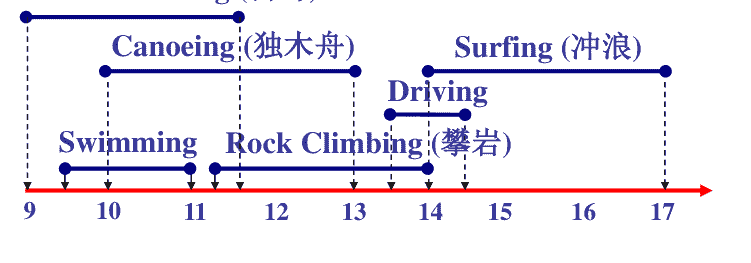 Canoeing (独木舟)
Surfing (冲浪)
Driving
Swimming
Rock Climbing (攀岩)
9 10 11 12 13 14 15 16 17